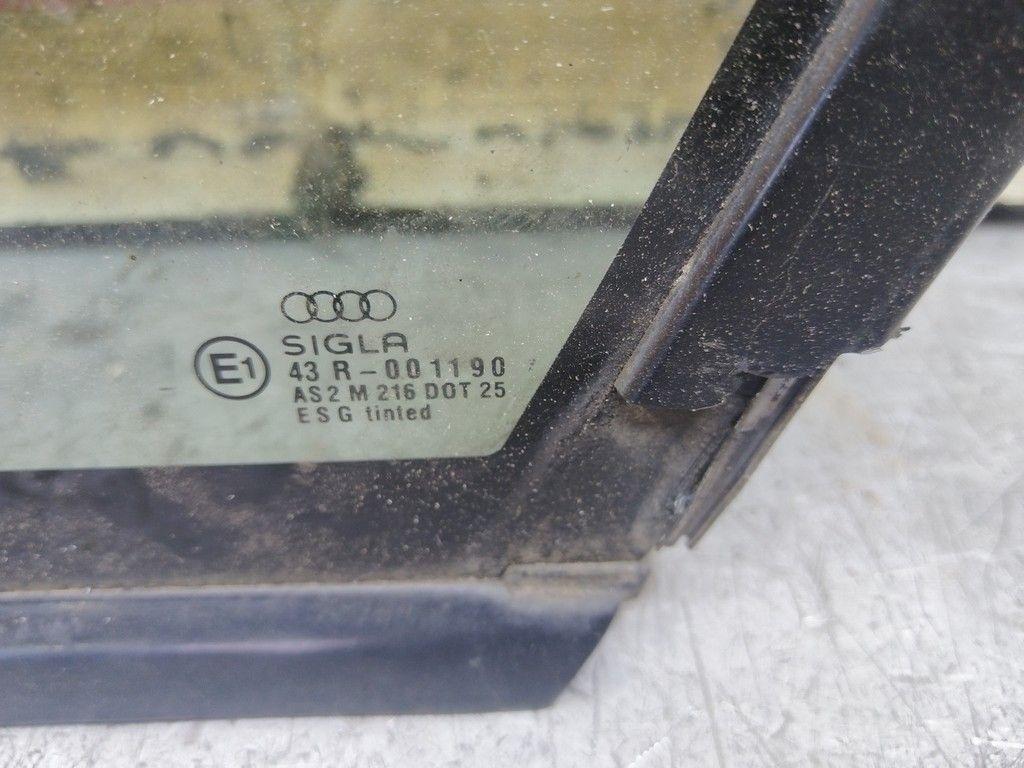 SIGLA
E1
43 R-001190
AS2 M 216 DOT 25
ESG tinted